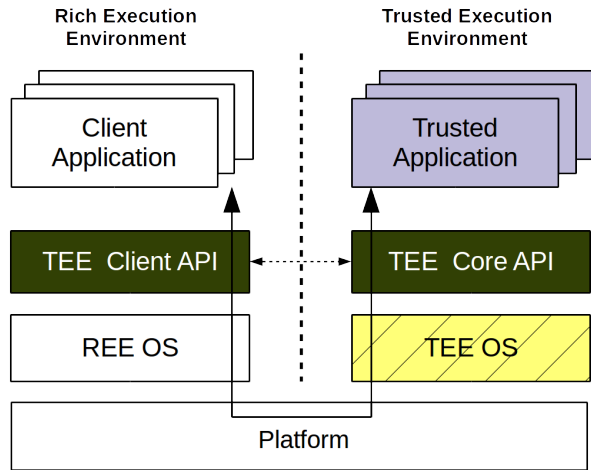 Rich Execution
Environment
Trusted Execution
Environment
Client
Application
Trusted
Application
TEE Client API
TEE Core API
REE OS
TEE OS
Platform